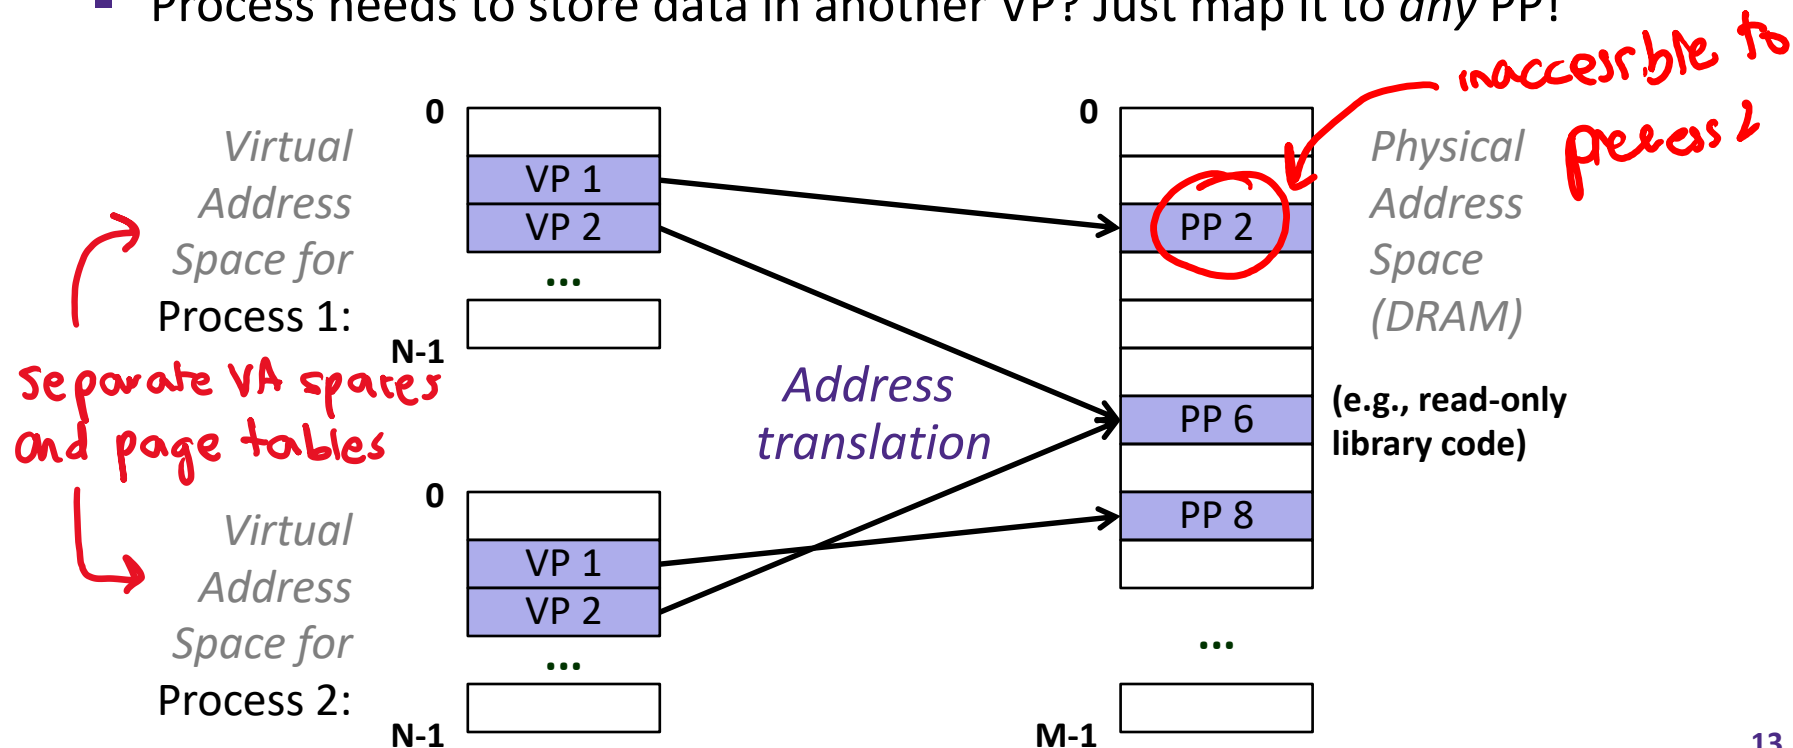 ▪ Process needs to store data in another VP? Just map it to any PP!
inaccessible to
process 2
0
Virtual
Address
Space for
Process 1:
VP 1
VP 2
...
N-1
separate VA spaces
and page tables
Address
translation
0
Physical
Address
Space
(DRAM)
PP 2
PP 6
(e.g., read-only
library code)
PP 8
...
M-1
0
Virtual
Address
Space for
Process 2:
VP 1
VP 2
...
N-1
13